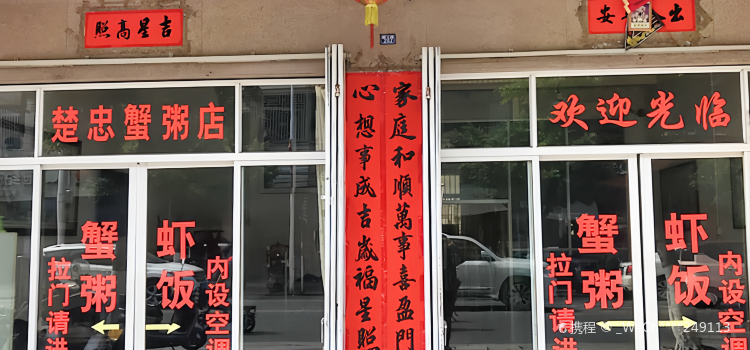 吉星高照
出入平安
楚忠蟹粥店
欢迎光临
家庭和順萬事喜盈門
心想事成吉歲福星照
蟹粥
虾饭
拉门请进
内设空调
蟹粥
虾饭
拉门请进
内设空调
携程
249113